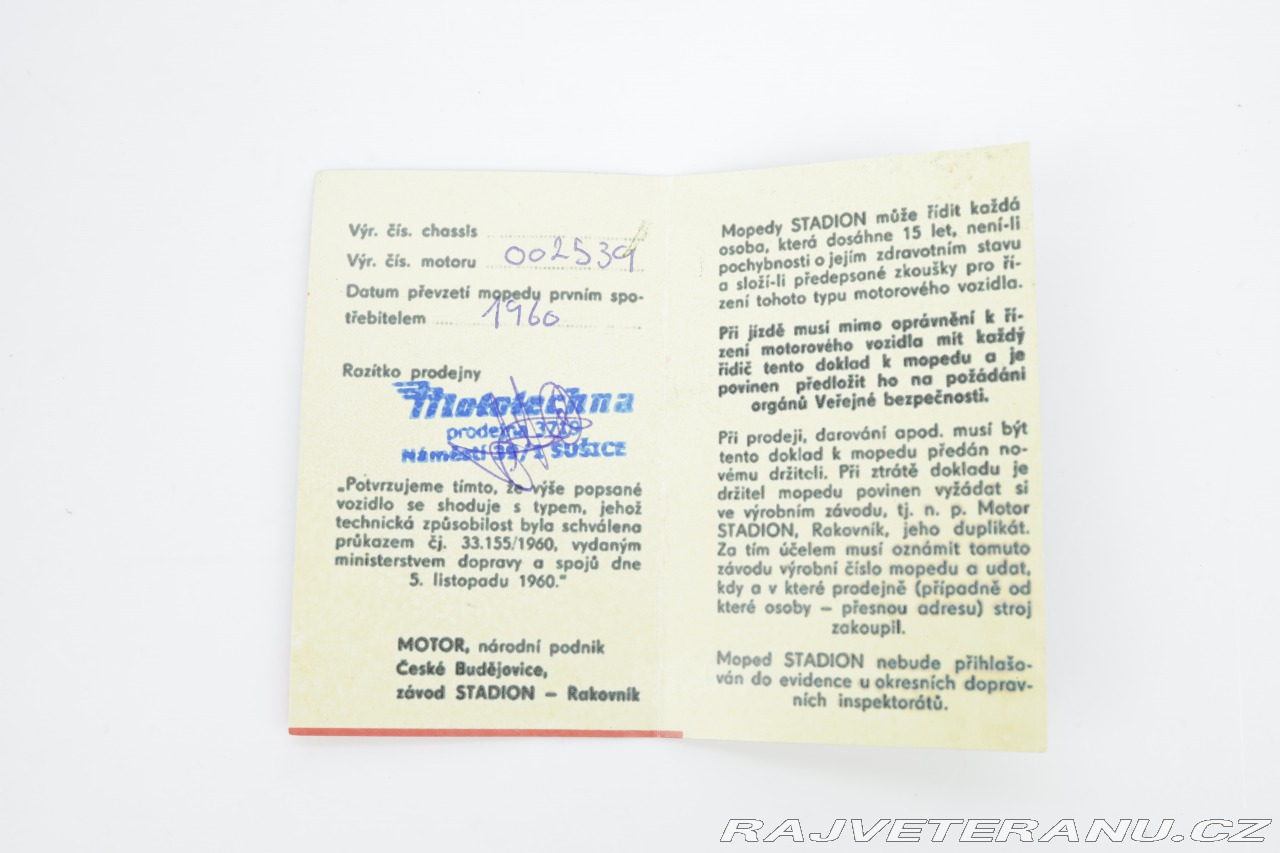 Výr. čís. chassis
Výr. čís. motoru 002539
Datum převzetí mopedu prvním spo-
třebitelem 1960
Razítko prodejny
Mototechna
prodejna
Náměstí SUŠICE
„Potvrzujeme tímto, že výše popsané
vozidlo se shoduje s typem, jehož
technická způsobilost byla schválena
průkazem čj. 33.155/1960, vydaným
ministerstvem dopravy a spojů dne
5. listopadu 1960."
MOTOR, národní podnik
České Budějovice,
závod STADION – Rakovník
Mopedy STADION může řídit každá
osoba, která dosáhne 15 let, není-li
pochybnosti o jejím zdravotním stavu
a složí-li předepsané zkoušky pro ří-
zení tohoto typu motorového vozidla.
Při jízdě musí mimo oprávnění k ří-
zení motorového vozidla mít každý
řidič tento doklad k mopedu a je
povinen předložit ho na požádání
orgánů Veřejné bezpečnosti.
Při prodeji, darování apod. musí být
tento doklad k mopedu předán no-
vému držiteli. Při ztrátě dokladu je
držitel mopedu povinen vyžádat si
ve výrobním závodu, tj. n. p. Motor
STADION, Rakovník, jeho duplikát.
Za tím účelem musí oznámit tomuto
závodu výrobní číslo mopedu a udat,
kdy a v které prodejně (případně od
které osoby – přesnou adresu) stroj
zakoupil.
Moped STADION nebude přihlašo-
ván do evidence u okresních doprav-
ních inspektorátů.
RAJVETERANU.CZ